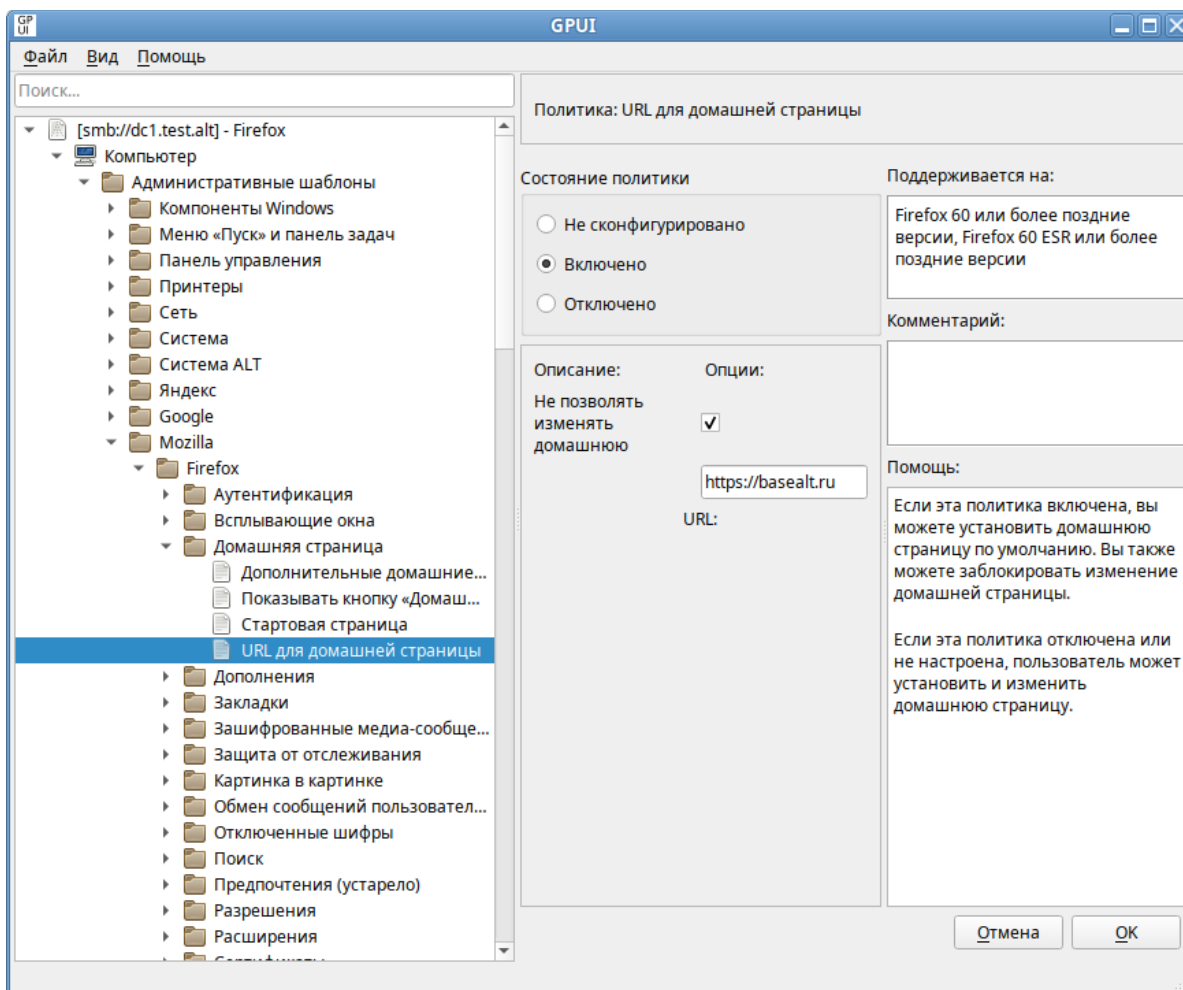 GP
UI
GPUI
Файл Вид Помощь
Поиск...
[smb://dc1.test.alt] - Firefox
Компьютер
Административные шаблоны
Компоненты Windows
Меню «Пуск» и панель задач
Панель управления
Принтеры
Сеть
Система
Система ALT
Яндекс
Google
Mozilla
Firefox
Аутентификация
Всплывающие окна
Домашняя страница
Дополнительные домашние...
Показывать кнопку «Домаш...
Стартовая страница
URL для домашней страницы
Дополнения
Закладки
Зашифрованные медиа-сообще...
Защита от отслеживания
Картинка в картинке
Обмен сообщений пользовател...
Отключенные шифры
Поиск
Предпочтения (устарело)
Разрешения
Расширения
Политика: URL для домашней страницы
Состояние политики
Не сконфигурировано
Включено
Отключено
Описание: Опции:
Не позволять
изменять
домашнюю
https://basealt.ru
URL:
Поддерживается на:
Firefox 60 или более поздние
версии, Firefox 60 ESR или более
поздние версии
Комментарий:
Помощь:
Если эта политика включена, вы
можете установить домашнюю
страницу по умолчанию. Вы также
можете заблокировать изменение
домашней страницы.
Если эта политика отключена или
не настроена, пользователь может
установить и изменить
домашнюю страницу.
Отмена OK